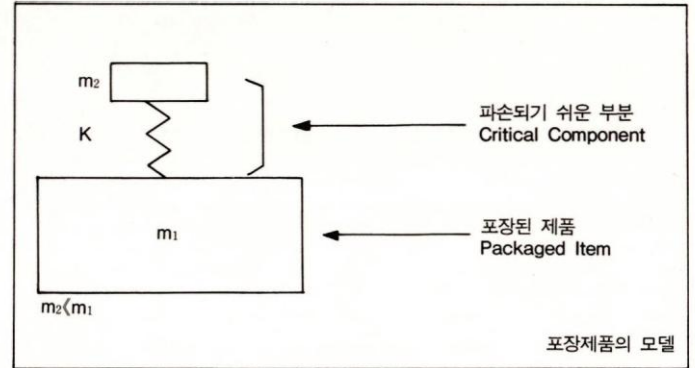 m₂
K
파손되기 쉬운 부분
Critical Component
m₁
포장된 제품
Packaged Item
m₂<m₁
포장제품의 모델